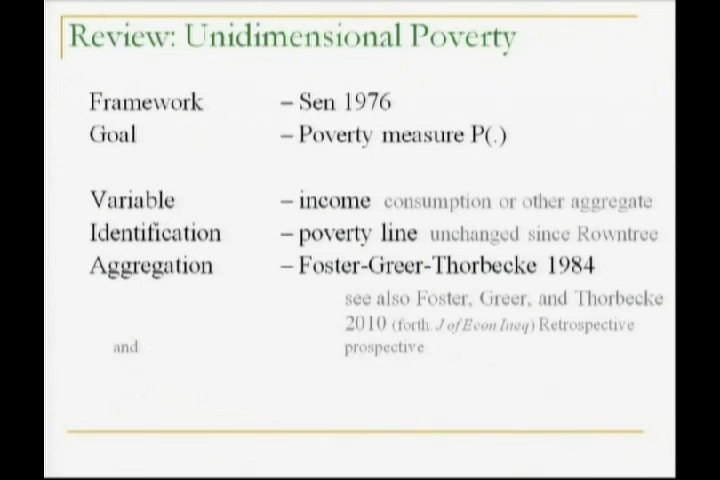 Review: Unidimensional Poverty
Framework – Sen 1976
Goal – Poverty measure P(.)
Variable – income consumption or other aggregate
Identification – poverty line unchanged since Rowntree
Aggregation – Foster-Greer-Thorbecke 1984
see also Foster, Greer, and Thorbecke
2010 (forth. J of Econ Ineq) Retrospective
and prospective